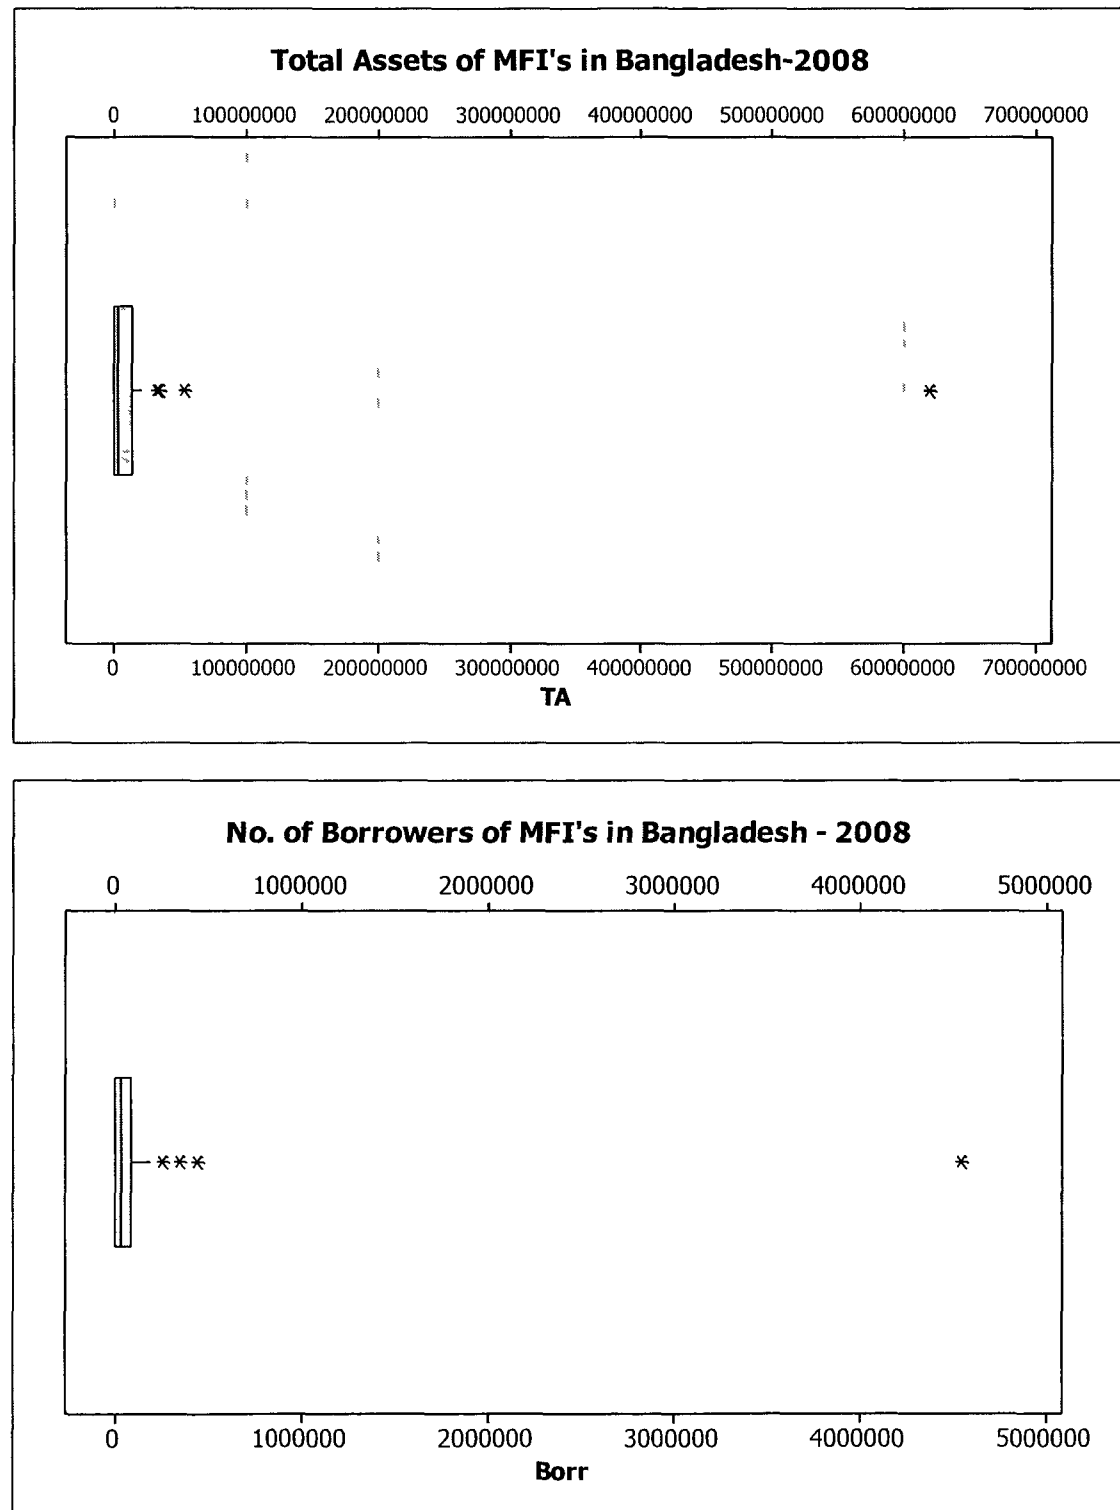 Total Assets of MFI's in Bangladesh-2008
0 100000000 200000000 300000000 400000000 500000000 600000000 700000000
0 100000000 200000000 300000000 400000000 500000000 600000000 700000000
TA
No. of Borrowers of MFI's in Bangladesh - 2008
0 1000000 2000000 3000000 4000000 5000000
0 1000000 2000000 3000000 4000000 5000000
Borr